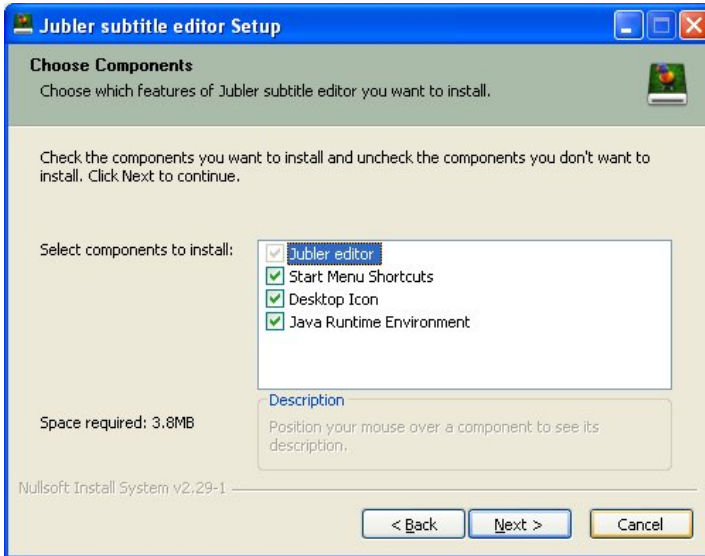 Jubler subtitle editor Setup
Choose Components
Choose which features of Jubler subtitle editor you want to install.
Check the components you want to install and uncheck the components you don't want to
install. Click Next to continue.
Select components to install:
Jubler editor
Start Menu Shortcuts
Desktop Icon
Java Runtime Environment
Space required: 3.8MB
Description
Position your mouse over a component to see its
description.
Nullsoft Install System v2.29-1
< Back
Next >
Cancel